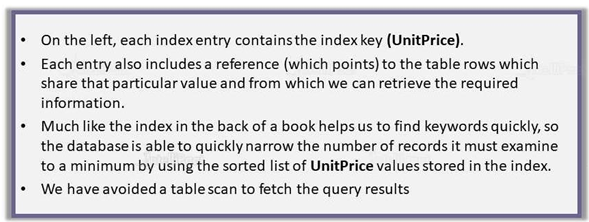 • On the left, each index entry contains the index key (UnitPrice).
• Each entry also includes a reference (which points) to the table rows which
share that particular value and from which we can retrieve the required
information.
• Much like the index in the back of a book helps us to find keywords quickly, so
the database is able to quickly narrow the number of records it must examine
to a minimum by using the sorted list of UnitPrice values stored in the index.
• We have avoided a table scan to fetch the query results